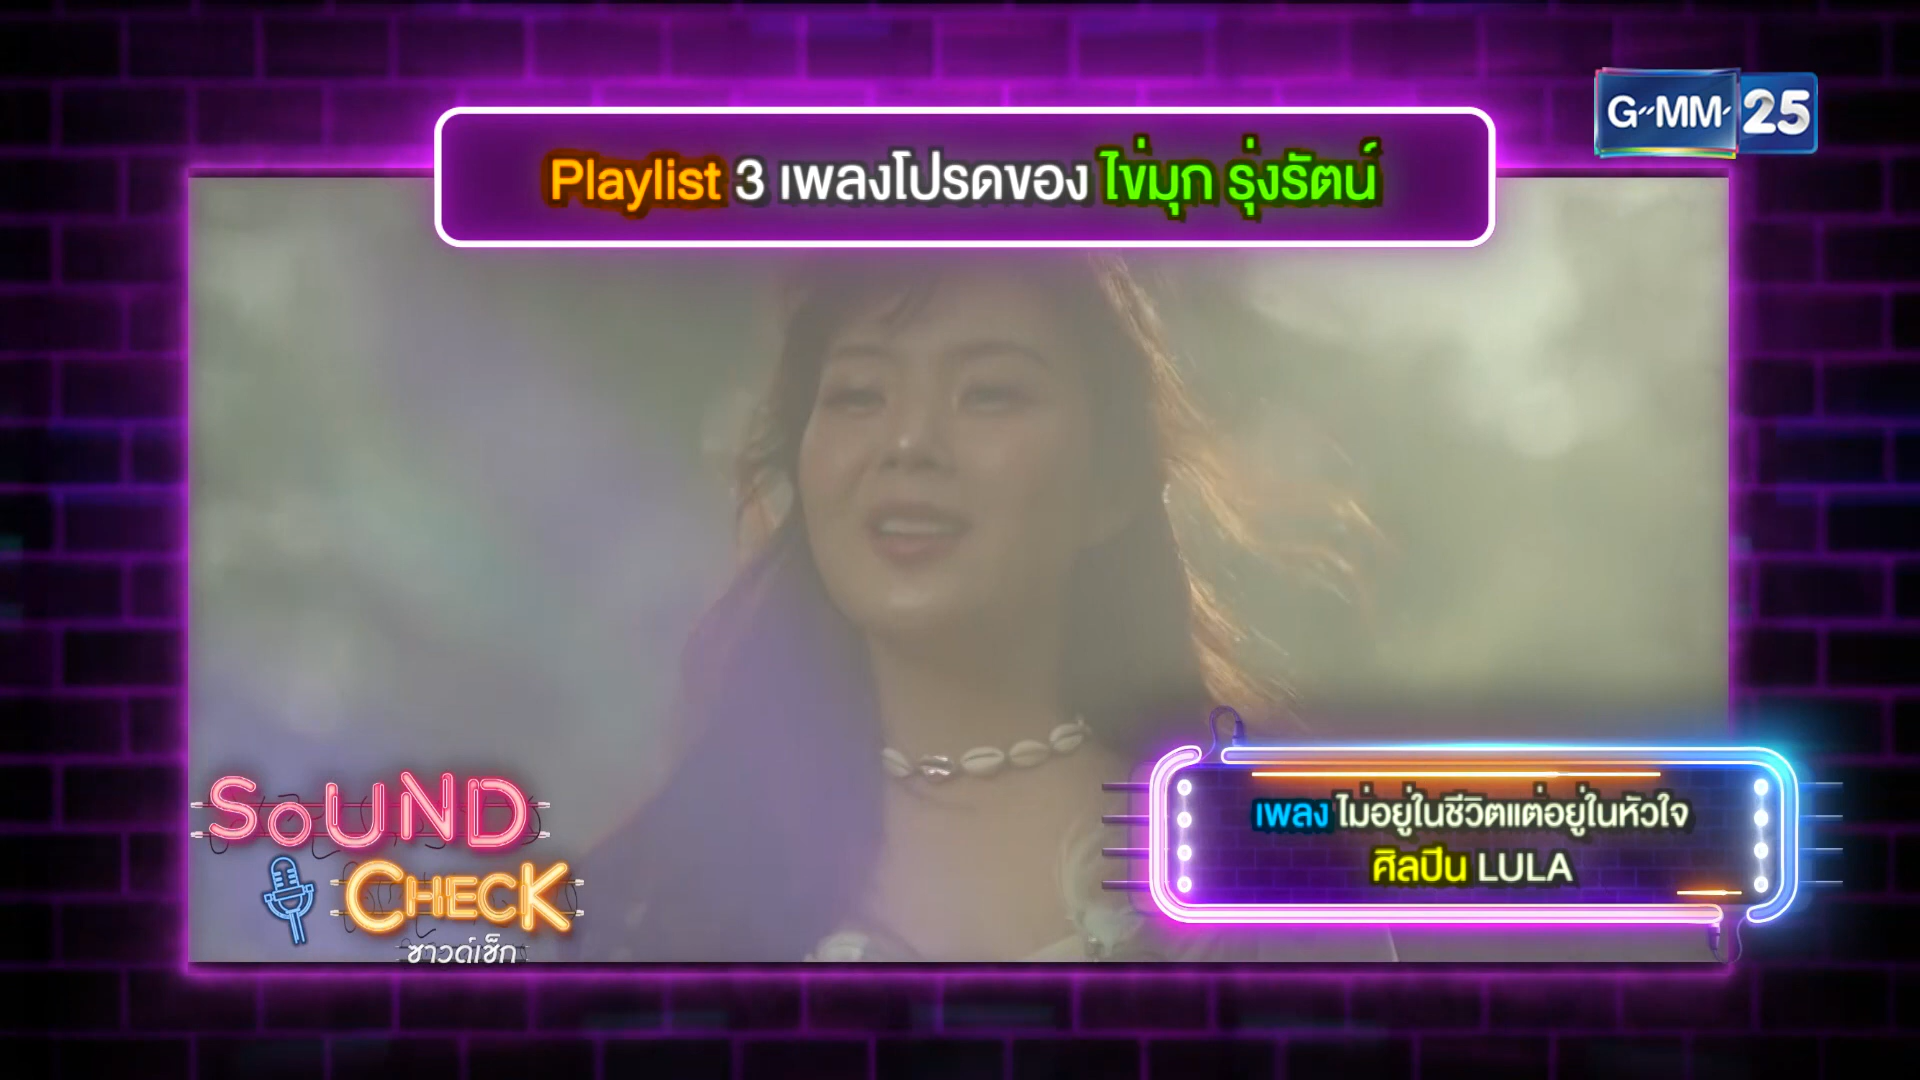 G"MM' 25
Playlist 3 เพลงโปรดของ ไข่มุก รุ่งรัตน์
SOUND
CHECK
ซาวด์เช็ก
เพลง ไม่อยู่ในชีวิตแต่อยู่ในหัวใจ
ศิลปิน LULA